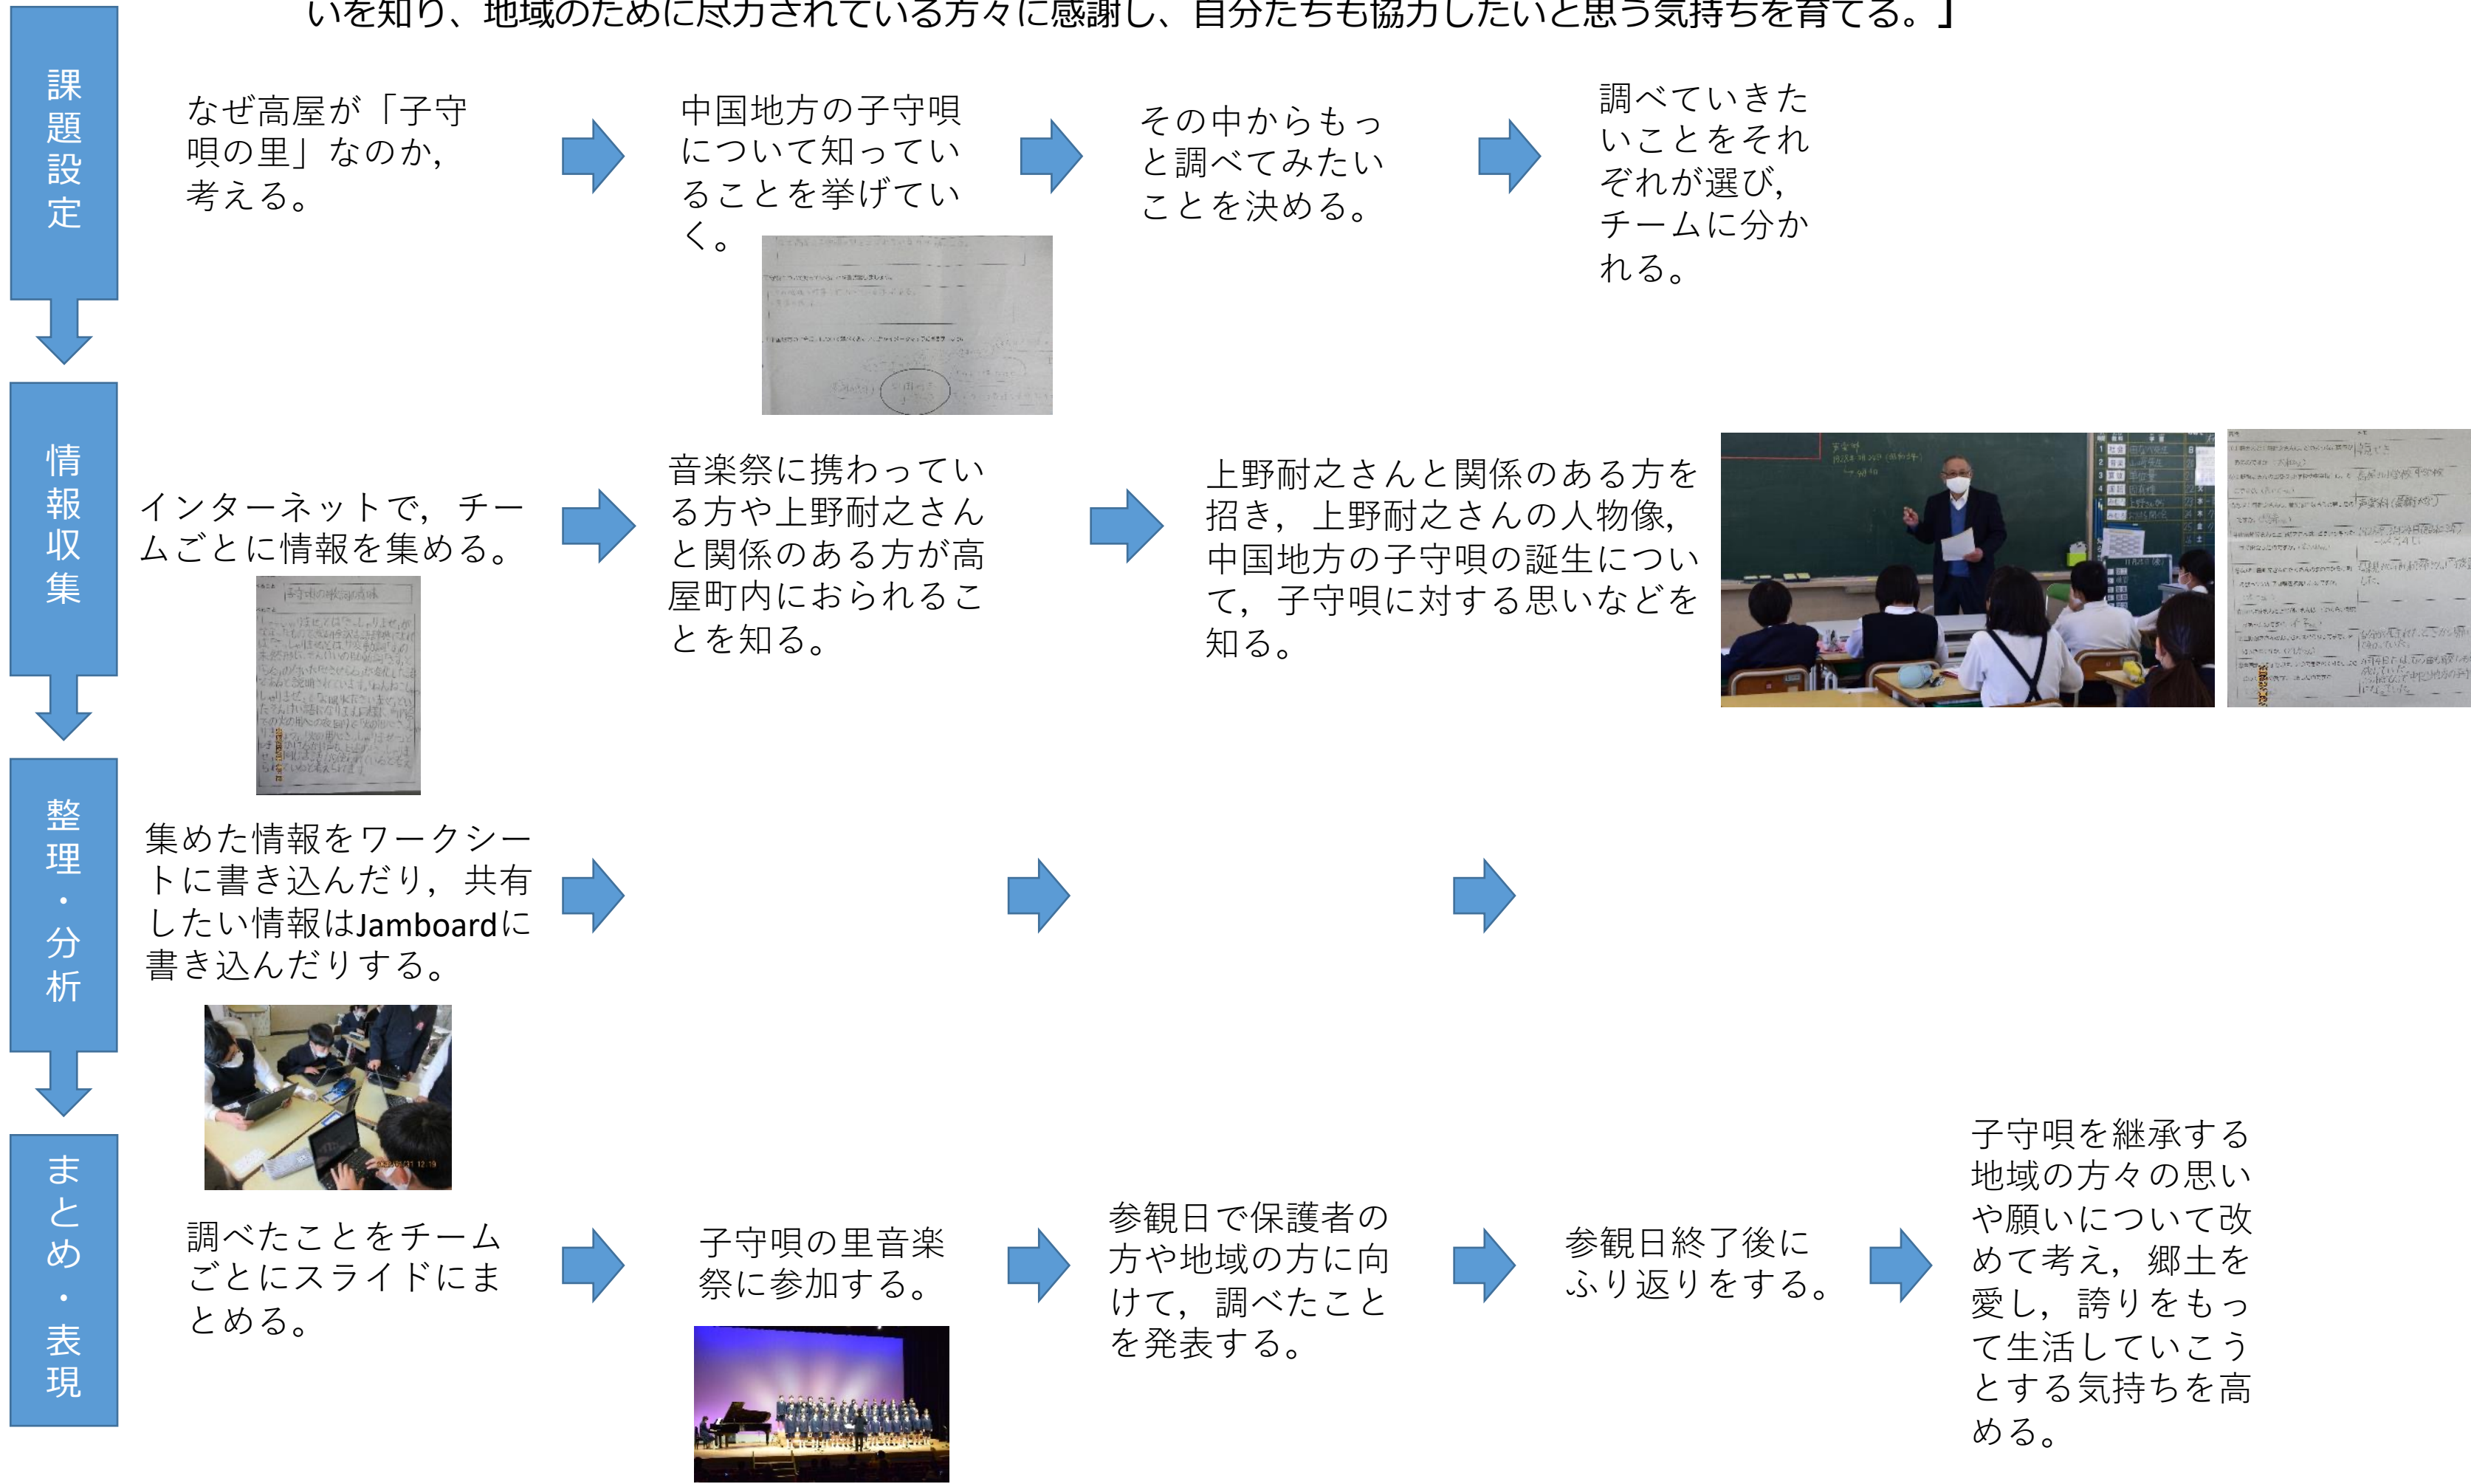 いを知り、地域のために尽力されている方々に感謝し、自分たちも協力したいと思う気持ちを育てる。】
課題設定
なぜ高屋が「子守
唄の里」なのか，
考える。
中国地方の子守唄
について知ってい
ることを挙げてい
く。
その中からもっ
と調べてみたい
ことを決める。
調べていきた
いことをそれ
ぞれが選び，
チームに分か
れる。
情報収集
インターネットで，チー
ムごとに情報を集める。
子守唄の歌詞の意味
音楽祭に携わってい
る方や上野耐之さん
と関係のある方が高
屋町内におられるこ
とを知る。
上野耐之さんと関係のある方を
招き，上野耐之さんの人物像，
中国地方の子守唄の誕生につい
て，子守唄に対する思いなどを
知る。
整理・分析
集めた情報をワークシー
トに書き込んだり，共有
したい情報はJamboardに
書き込んだりする。
まとめ・表現
調べたことをチーム
ごとにスライドにま
とめる。
子守唄の里音楽
祭に参加する。
参観日で保護者の
方や地域の方に向
けて，調べたこと
を発表する。
参観日終了後に
ふり返りをする。
子守唄を継承する
地域の方々の思い
や願いについて改
めて考え，郷土を
愛し，誇りをもっ
て生活していこう
とする気持ちを高
める。